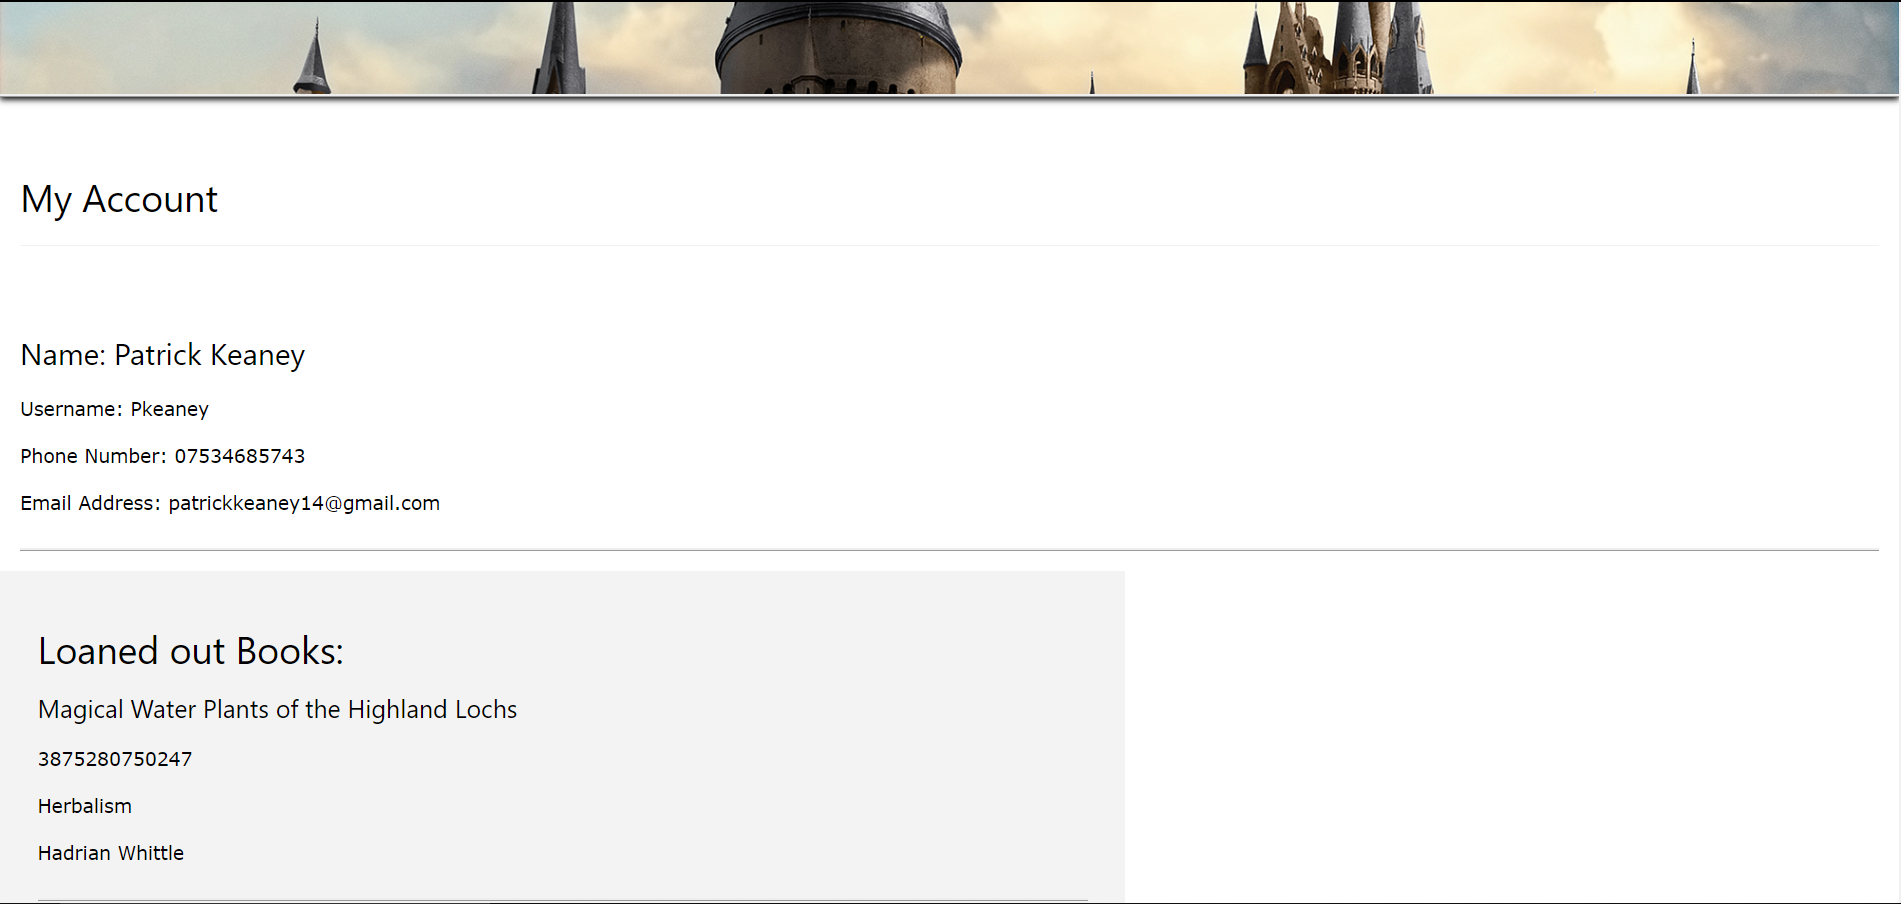 My Account
Name: Patrick Keaney
Username: Pkeaney
Phone Number: 07534685743
Email Address: patrickkeaney14@gmail.com
Loaned out Books:
Magical Water Plants of the Highland Lochs
3875280750247
Herbalism
Hadrian Whittle